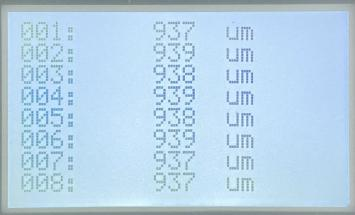 001: 937 um
002: 939 um
003: 938 um
004: 939 um
005: 938 um
006: 939 um
007: 937 um
008: 937 um